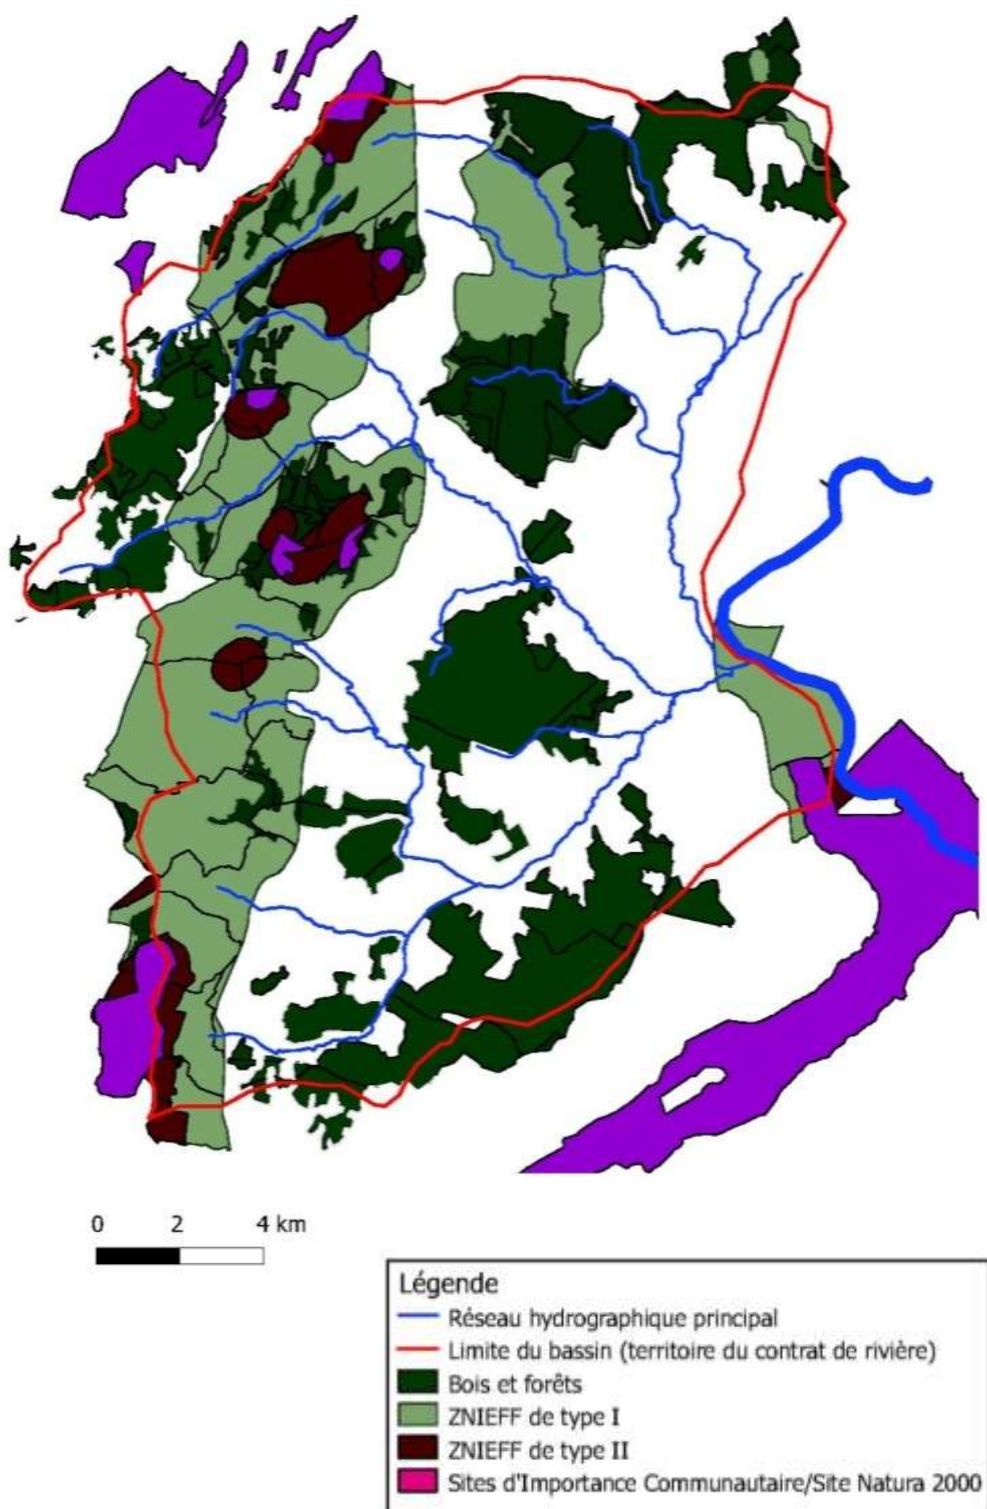 0 2 4 km
Légende
Réseau hydrographique principal
Limite du bassin (territoire du contrat de rivière)
Bois et forêts
ZNIEFF de type I
ZNIEFF de type II
Sites d'Importance Communautaire/Site Natura 2000